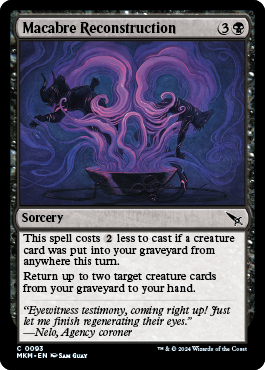 Macabre Reconstruction 3
Sorcery
This spell costs 2 less to cast if a creature
card was put into your graveyard from
anywhere this turn.
Return up to two target creature cards
from your graveyard to your hand.
"Eyewitness testimony, coming right up! Just
let me finish regenerating their eyes."
—Nelo, Agency coroner
C 0093
MKM • EN Sam Guay
™ & © 2024 Wizards of the Coast